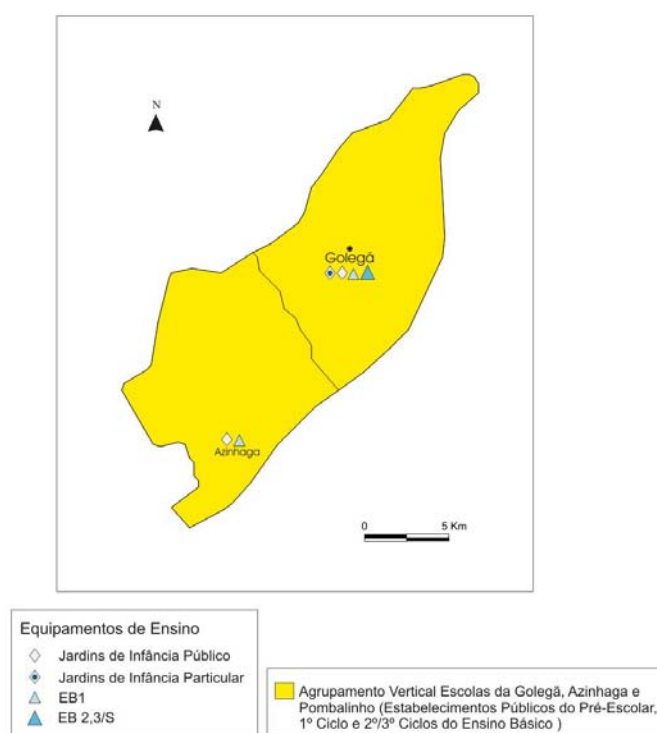 N
Golegã
Azinhaga
0 5 Km
Equipamentos de Ensino
Jardins de Infância Público
Jardins de Infância Particular
EB1
EB 2,3/S
Agrupamento Vertical Escolas da Golegã, Azinhaga e
Pombalinho (Estabelecimentos Públicos do Pré-Escolar,
1º Ciclo e 2º/3º Ciclos do Ensino Básico )